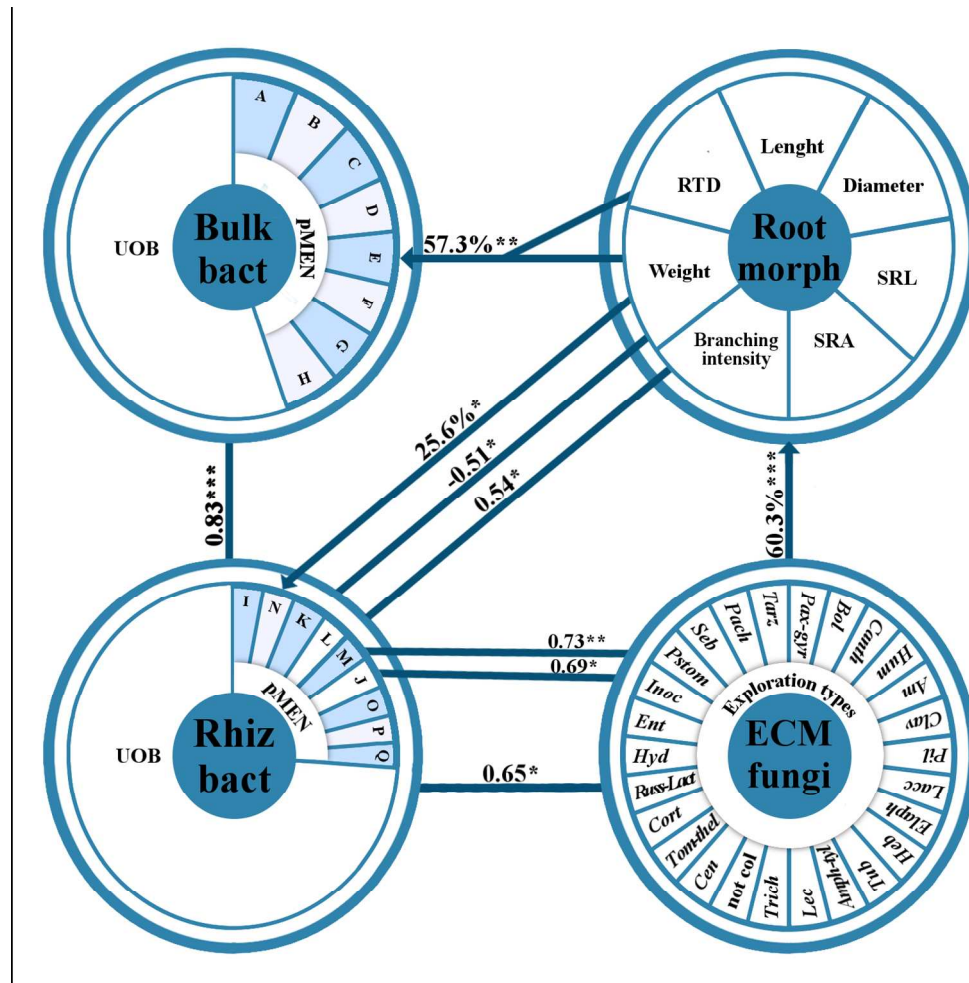 A
B
C
D
E
F
G
H
pMEN
UOB
Bulk
bact
Lenght
Diameter
SRL
SRA
Branching
intensity
Weight
RTD
Root
morph
57.3%**
25.6%*
-0.51*
0.54*
0.83***
60.3%***
0.73**
0.69*
0.65*
I
N
K
L
M
J
O
P
Q
pMEN
UOB
Rhiz
bact
Tarz
Pax-gyr
Bol
Canth
Hum
Am
Clav
Pil
Lacc
Elaph
Heb
Tub
Amph-tyl
Lec
Trich
not col
Cen
Tom-thel
Cort
Russ-Lact
Hyd
Ent
Inoc
Pstom
Seb
Pach
Exploration types
ECM
fungi